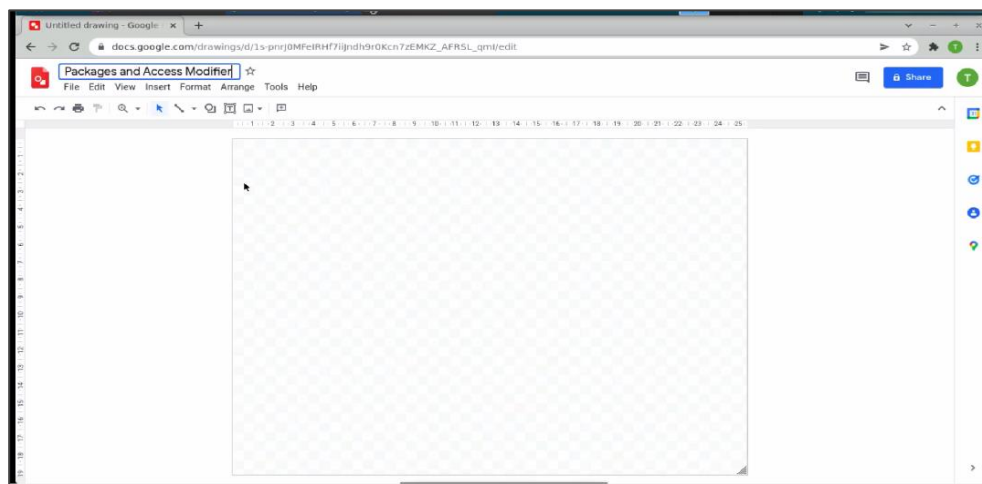 Untitled drawing - Google
docs.google.com/drawings/d/1s-pnrJ0MFeIRHf7IiJndh9r0Kcn7zEMKZ_AFRSL_qmI/edit
Packages and Access Modifier
Share
T
File Edit View Insert Format Arrange Tools Help
1 2 3 4 5 6 7 8 9 10 11 12 13 14 15 16 17 18 19 20 21 22 23 24 25